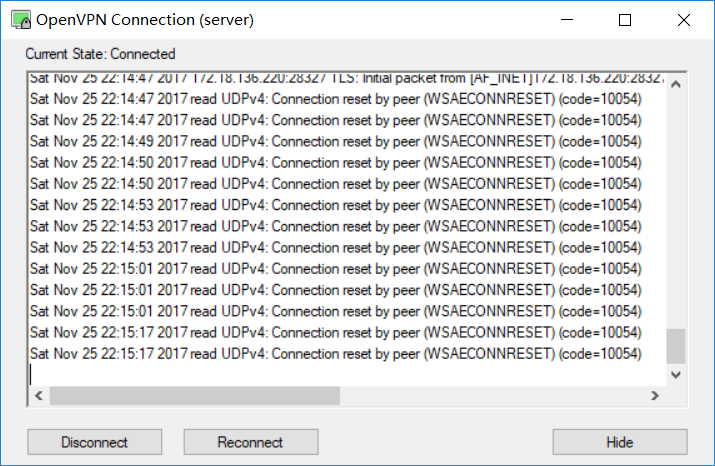 OpenVPN Connection (server)
Current State: Connected
Sat Nov 25 22:14:47 2017 172.18.136.220:28327 TLS: Initial packet from [AF_INET]172.18.136.220:28327
Sat Nov 25 22:14:47 2017 read UDPv4: Connection reset by peer (WSAECONNRESET) (code=10054)
Sat Nov 25 22:14:47 2017 read UDPv4: Connection reset by peer (WSAECONNRESET) (code=10054)
Sat Nov 25 22:14:49 2017 read UDPv4: Connection reset by peer (WSAECONNRESET) (code=10054)
Sat Nov 25 22:14:50 2017 read UDPv4: Connection reset by peer (WSAECONNRESET) (code=10054)
Sat Nov 25 22:14:50 2017 read UDPv4: Connection reset by peer (WSAECONNRESET) (code=10054)
Sat Nov 25 22:14:53 2017 read UDPv4: Connection reset by peer (WSAECONNRESET) (code=10054)
Sat Nov 25 22:14:53 2017 read UDPv4: Connection reset by peer (WSAECONNRESET) (code=10054)
Sat Nov 25 22:14:53 2017 read UDPv4: Connection reset by peer (WSAECONNRESET) (code=10054)
Sat Nov 25 22:15:01 2017 read UDPv4: Connection reset by peer (WSAECONNRESET) (code=10054)
Sat Nov 25 22:15:01 2017 read UDPv4: Connection reset by peer (WSAECONNRESET) (code=10054)
Sat Nov 25 22:15:01 2017 read UDPv4: Connection reset by peer (WSAECONNRESET) (code=10054)
Sat Nov 25 22:15:17 2017 read UDPv4: Connection reset by peer (WSAECONNRESET) (code=10054)
Sat Nov 25 22:15:17 2017 read UDPv4: Connection reset by peer (WSAECONNRESET) (code=10054)
Disconnect
Reconnect
Hide